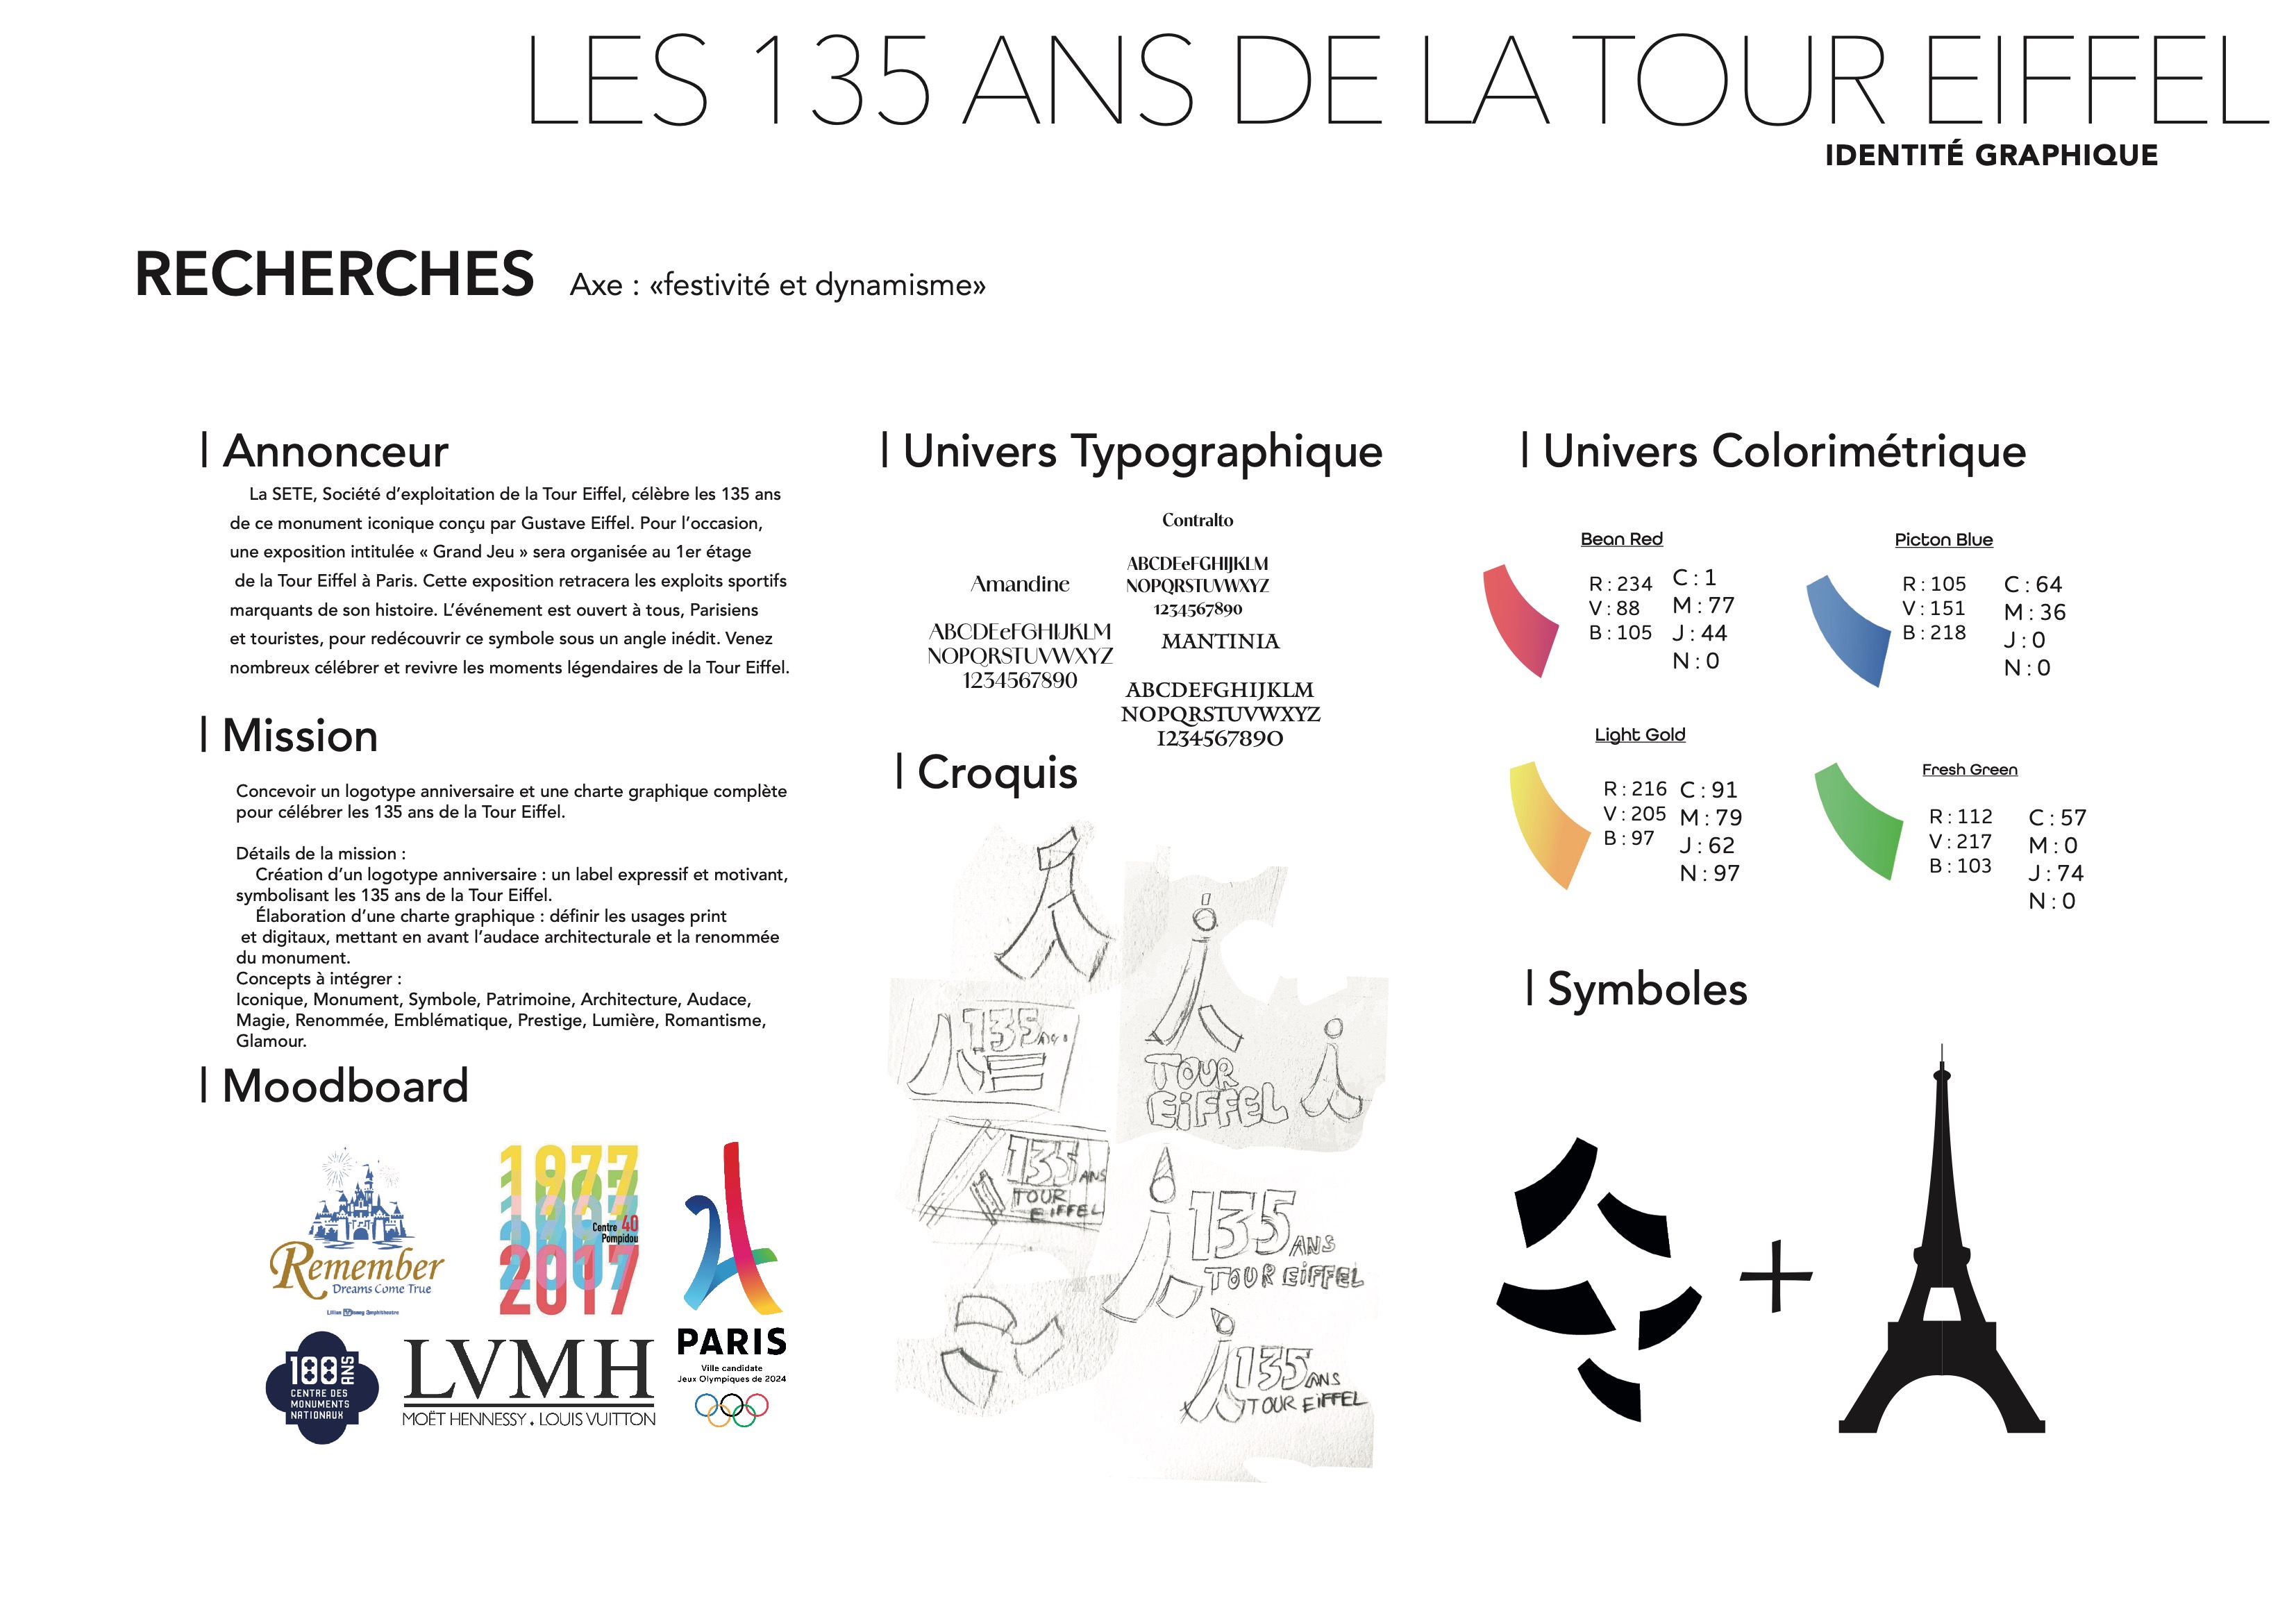 LES 135 ANS DE LA TOUR EIFFEL
IDENTITÉ GRAPHIQUE
RECHERCHES
Axe : «festivité et dynamisme»
| Annonceur
La SETE, Société d’exploitation de la Tour Eiffel, célèbre les 135 ans
de ce monument iconique conçu par Gustave Eiffel. Pour l’occasion,
une exposition intitulée « Grand Jeu » sera organisée au 1er étage
de la Tour Eiffel à Paris. Cette exposition retracera les exploits sportifs
marquants de son histoire. L’événement est ouvert à tous, Parisiens
et touristes, pour redécouvrir ce symbole sous un angle inédit. Venez
nombreux célébrer et revivre les moments légendaires de la Tour Eiffel.
| Mission
Concevoir un logotype anniversaire et une charte graphique complète
pour célébrer les 135 ans de la Tour Eiffel.
Détails de la mission :
Création d’un logotype anniversaire : un label expressif et motivant,
symbolisant les 135 ans de la Tour Eiffel.
Élaboration d’une charte graphique : définir les usages print
et digitaux, mettant en avant l’audace architecturale et la renommée
du monument.
Concepts à intégrer :
Iconique, Monument, Symbole, Patrimoine, Architecture, Audace,
Magie, Renommée, Emblématique, Prestige, Lumière, Romantisme,
Glamour.
| Moodboard
Remember
Dreams Come True
1977
1987
1997
2007
2017
Centre 40
Pompidou
PARIS
Ville candidate
Jeux Olympiques de 2024
100 ANS
CENTRE DES
MONUMENTS
NATIONAUX
LVMH
MOËT HENNESSY . LOUIS VUITTON
| Univers Typographique
Amandine
ABCDEeFGHIJKLM
NOPQRSTUVWXYZ
1234567890
Contralto
ABCDEeFGHIJKLM
NOPQRSTUVWXYZ
1234567890
MANTINIA
ABCDEFGHIJKLM
NOPQRSTUVWXYZ
1234567890
| Croquis
135 Ans.
TOUR
EiFFEL
135 ANS
TOUR
EiFFEL
135 ANS
TOUR EiFFEL
135 ANS
TOUR EiFFEL
| Univers Colorimétrique
Bean Red
R : 234
V : 88
B : 105
C : 1
M : 77
J : 44
N : 0
Picton Blue
R : 105
V : 151
B : 218
C : 64
M : 36
J : 0
N : 0
Light Gold
R : 216
V : 205
B : 97
C : 91
M : 79
J : 62
N : 97
Fresh Green
R : 112
V : 217
B : 103
C : 57
M : 0
J : 74
N : 0
| Symboles
+